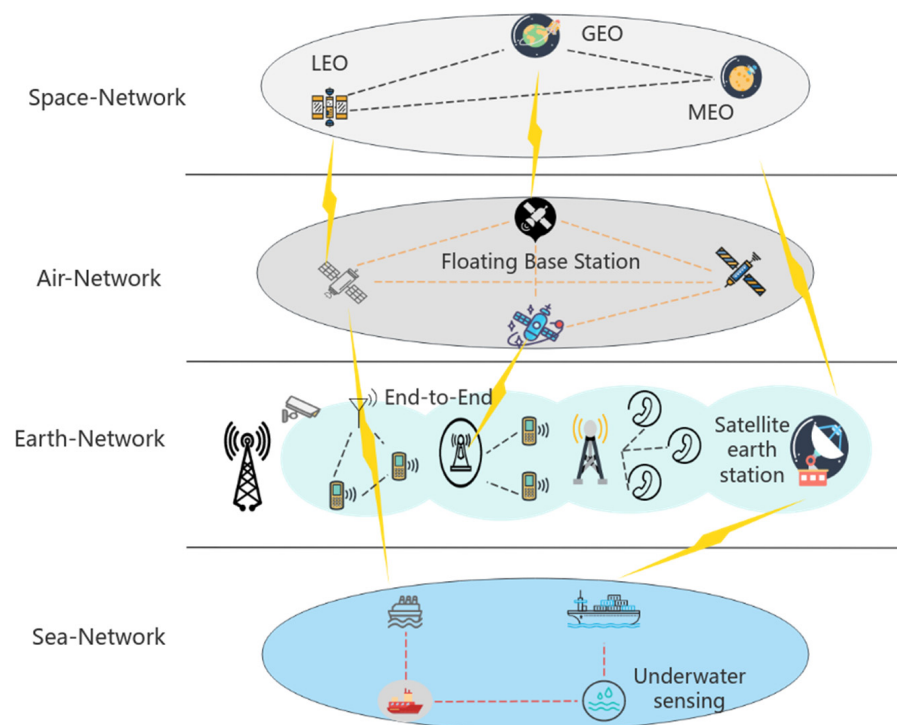 GEO
LEO
Space-Network
MEO
Floating Base Station
Air-Network
End-to-End
Earth-Network
Satellite
earth
station
Sea-Network
Underwater
sensing